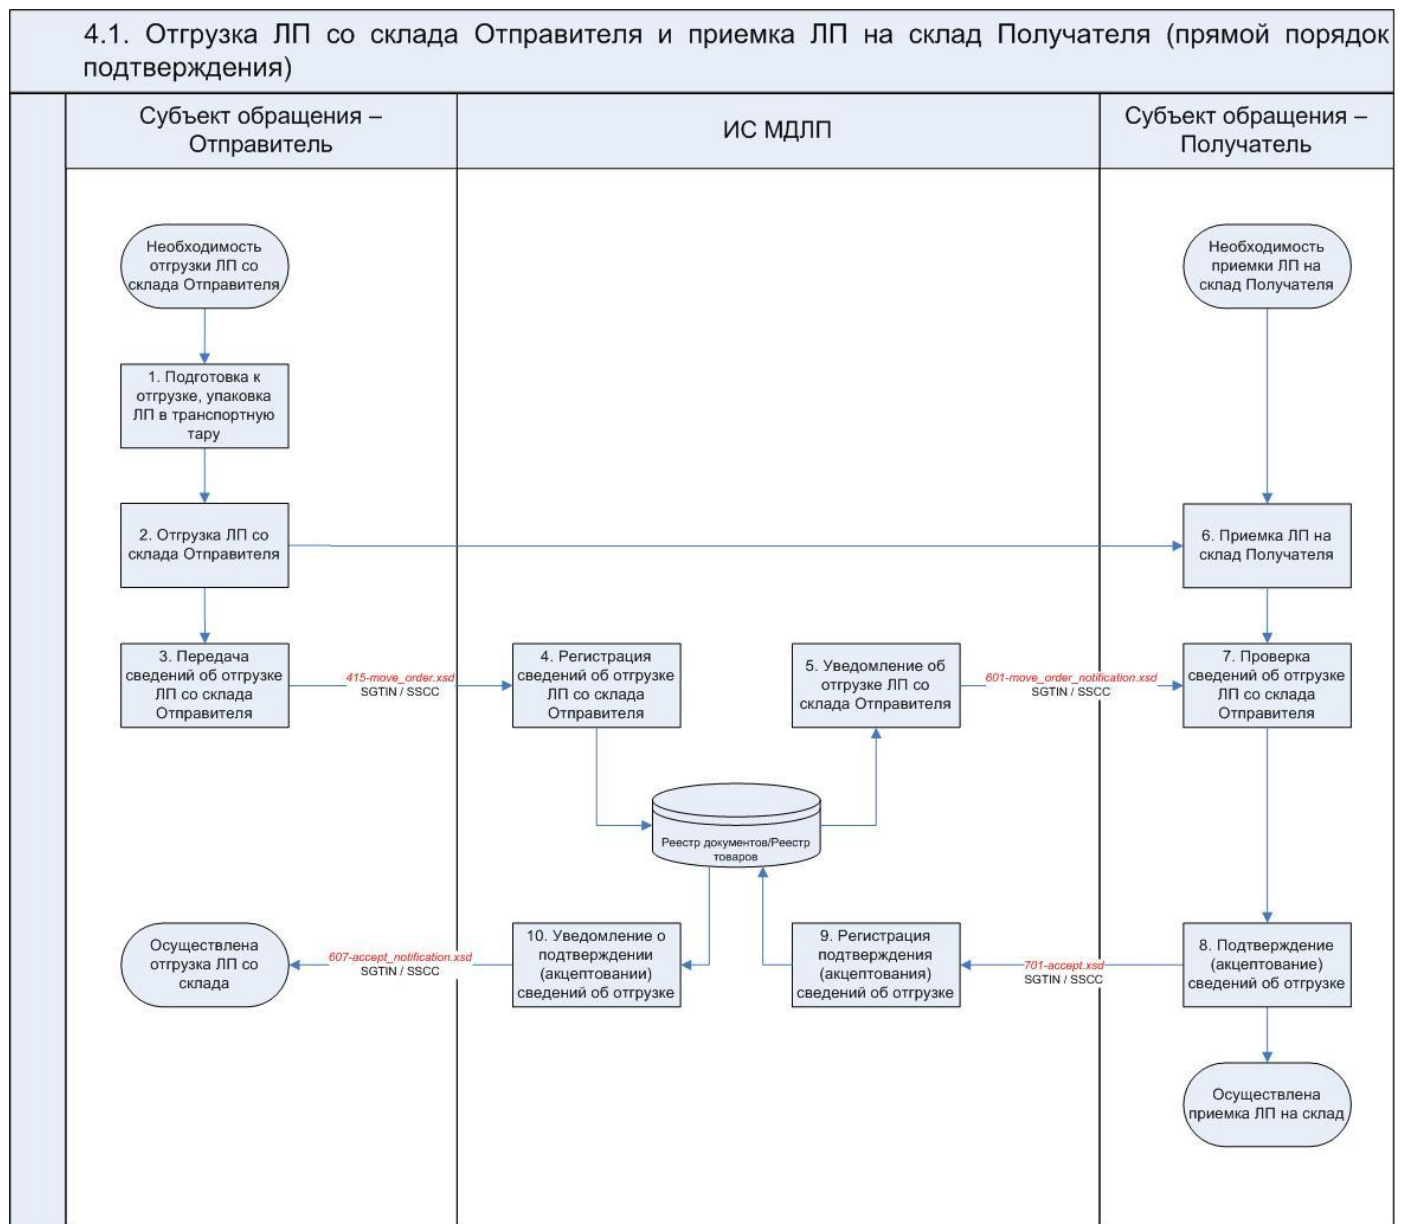 4.1. Отгрузка ЛП со склада Отправителя и приемка ЛП на склад Получателя (прямой порядок
подтверждения)
Субъект обращения –
Отправитель
ИС МДЛП
Субъект обращения –
Получатель
Необходимость
отгрузки ЛП со
склада Отправителя
Необходимость
приемки ЛП на
склад Получателя
1. Подготовка к
отгрузке, упаковка
ЛП в транспортную
тару
2. Отгрузка ЛП со
склада Отправителя
6. Приемка ЛП на
склад Получателя
3. Передача
сведений об отгрузке
ЛП со склада
Отправителя
415-move_order.xsd
SGTIN / SSCC
4. Регистрация
сведений об отгрузке
ЛП со склада
Отправителя
5. Уведомление об
отгрузке ЛП со
склада Отправителя
601-move_order_notification.xsd
SGTIN / SSCC
7. Проверка
сведений об отгрузке
ЛП со склада
Отправителя
Реестр документов/Реестр
товаров
Осуществлена
отгрузка ЛП со
склада
607-accept_notification.xsd
SGTIN / SSCC
10. Уведомление о
подтверждении
(акцептовании)
сведений об отгрузке
9. Регистрация
подтверждения
(акцептования)
сведений об отгрузке
701-accept.xsd
SGTIN / SSCC
8. Подтверждение
(акцептование)
сведений об отгрузке
Осуществлена
приемка ЛП на склад